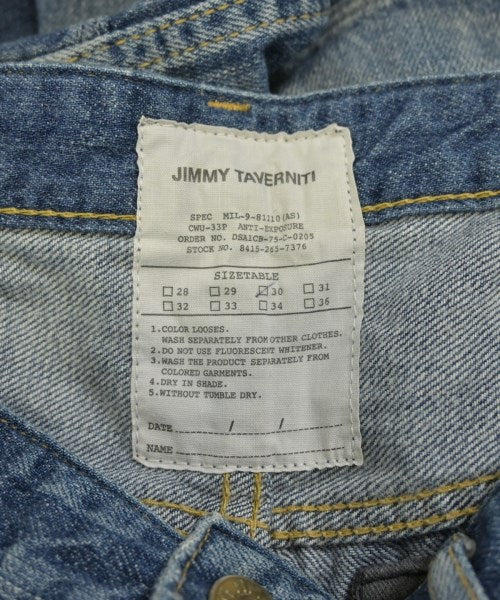 JIMMY TAVERNITI
SPEC MIL-9-81110(AS)
CWU-33P ANTI-EXPOSURE
ORDER NO. DSA1CB-75-C-0205
STOCK NO. 8415-265-7376
SIZETABLE
☐28 ☐29 ☑30 ☐31
☐32 ☐33 ☐34 ☐36
1.COLOR LOOSES.
WASH SEPARATELY FROM OTHER CLOTHES.
2.DO NOT USE FLUORESCENT WHITENER.
3.WASH THE PRODUCT SEPARATELY FROM
COLORED GARMENTS.
4.DRY IN SHADE.
5.WITHOUT TUMBLE DRY.
DATE / /
NAME